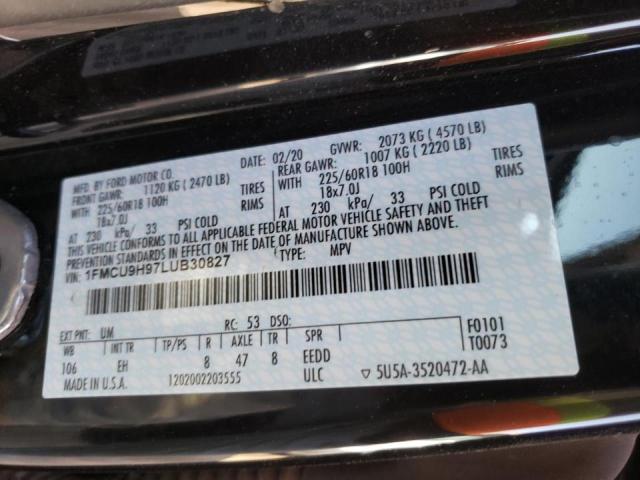 MFD. BY FORD MOTOR CO.
02/20 GVWR: 2073 KG ( 4570 LB)
FRONT GAWR: 1120 KG ( 2470 LB)
REAR GAWR: 1007 KG ( 2220 LB)
WITH 225/60R18 100H TIRES
WITH 225/60R18 100H TIRES
18x7.0J RIMS
18x7.0J RIMS
AT 230 kPa/ 33 PSI COLD
AT 230 kPa/ 33 PSI COLD
THIS VEHICLE CONFORMS TO ALL APPLICABLE FEDERAL MOTOR VEHICLE SAFETY AND THEFT
PREVENTION STANDARDS IN EFFECT ON THE DATE OF MANUFACTURE SHOWN ABOVE.
1FMCU9H97LUB30827 TYPE: MPV
EXT PNT: UM RC: 53 DSO:
WB INT TR TP/PS R AXLE TR SPR
106 EH 8 47 8 EEDD
F0101
T0073
MADE IN U.S.A. 1202002203555 ULC ▽ 5U5A-3520472-AA